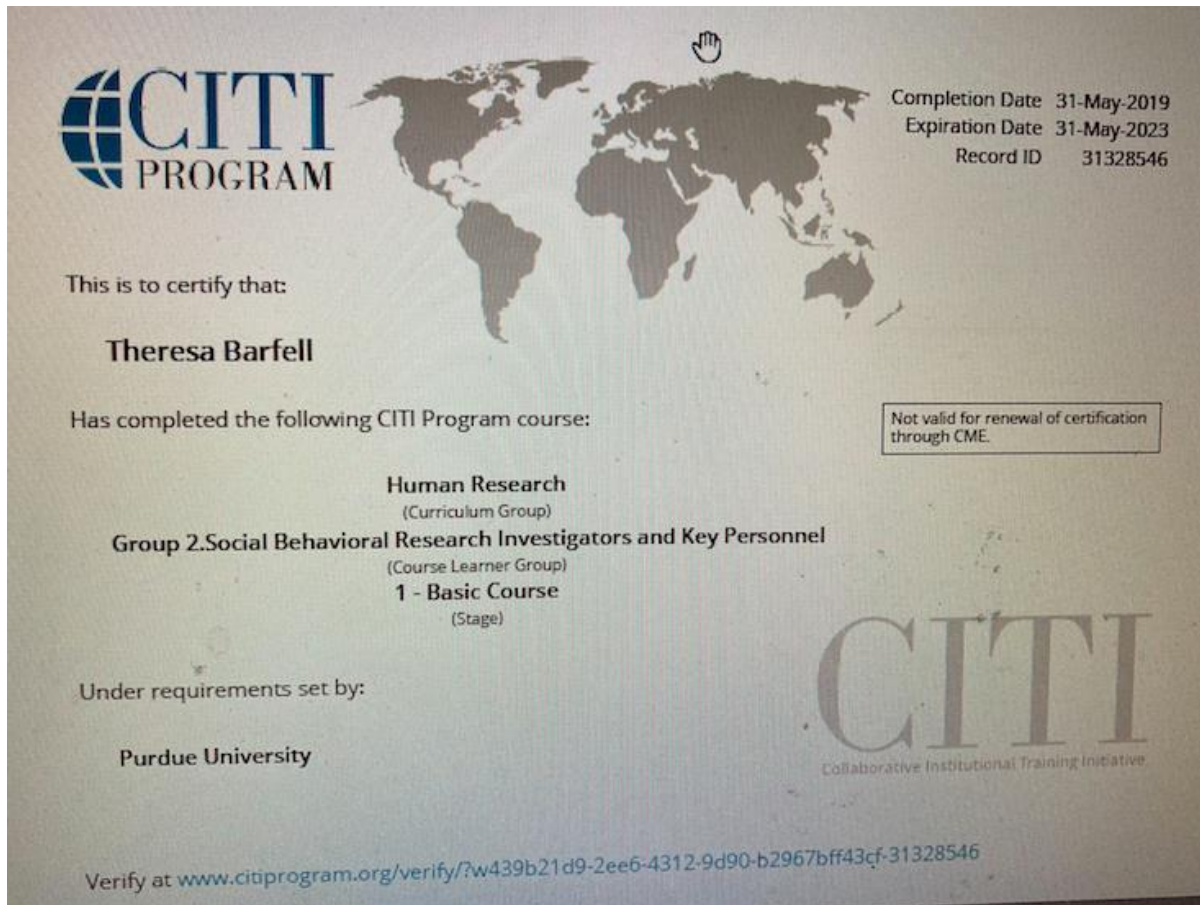 CITI
PROGRAM
Completion Date 31-May-2019
Expiration Date 31-May-2023
Record ID 31328546
This is to certify that:
Theresa Barfell
Has completed the following CITI Program course:
Not valid for renewal of certification
through CME.
Human Research
(Curriculum Group)
Group 2.Social Behavioral Research Investigators and Key Personnel
(Course Learner Group)
1 - Basic Course
(Stage)
Under requirements set by:
Purdue University
CITI
Collaborative Institutional Training Initiative
Verify at www.citiprogram.org/verify/?w439b21d9-2ee6-4312-9d90-b2967bff43cf-31328546